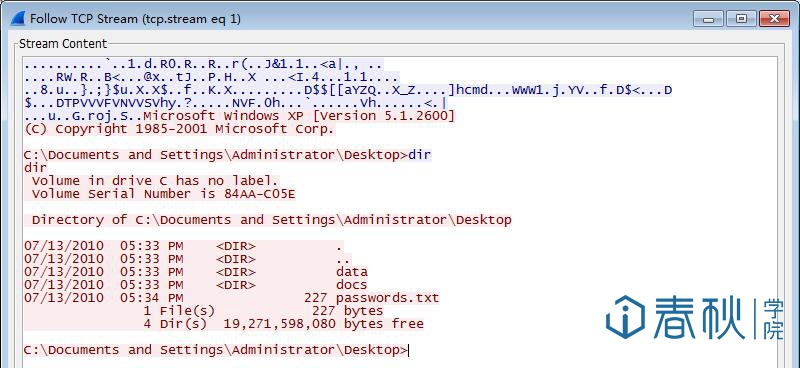 Follow TCP Stream (tcp.stream eq 1)
Stream Content
..........`..1.d.R0.R..R..r(..J&1.1..<a|., ..
....RW.R..B<...@x..tJ..P.H..X ...<I.4...1.1....
..8.u..}.;}$u.X.X$..f..K.X.........D$$[[aYZQ..X_Z....]hcmd...WWW1.j.YV..f.D$<...D
$...DTPVVVFVNVVSVhy.?.....NVF.0h...`......Vh......<.|
...u..G.roj.S..Microsoft Windows XP [Version 5.1.2600]
(C) Copyright 1985-2001 Microsoft Corp.
C:\Documents and Settings\Administrator\Desktop>dir
dir
Volume in drive C has no label.
Volume Serial Number is 84AA-C05E
Directory of C:\Documents and Settings\Administrator\Desktop
07/13/2010  05:33 PM    <DIR>          .
07/13/2010  05:33 PM    <DIR>          ..
07/13/2010  05:33 PM    <DIR>          data
07/13/2010  05:33 PM    <DIR>          docs
07/13/2010  05:34 PM               227 passwords.txt
1 File(s)            227 bytes
4 Dir(s)  19,271,598,080 bytes free
C:\Documents and Settings\Administrator\Desktop>
春秋学院